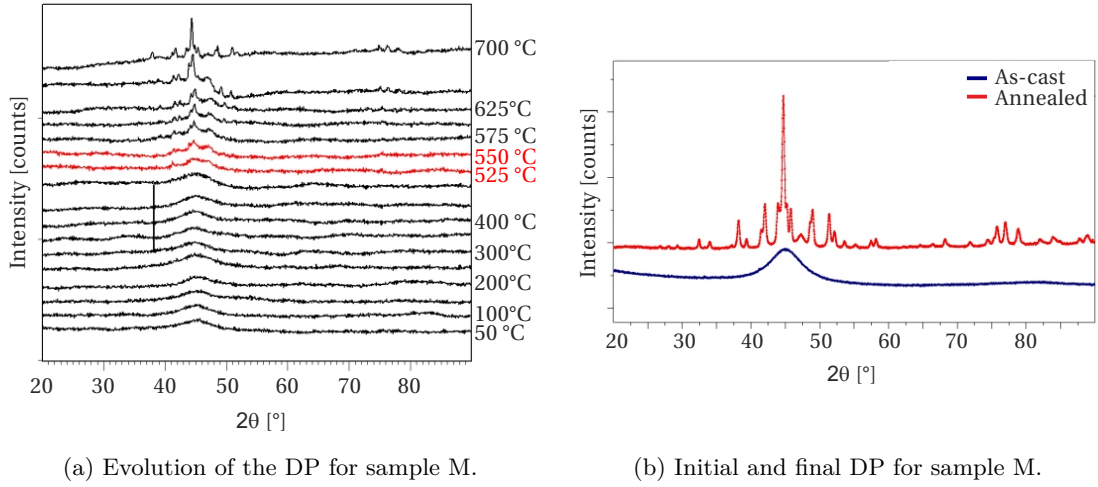 Intensity [counts]
700 °C
625°C
575 °C
550 °C
525 °C
400 °C
300°C
200°C
100°C
50 °C
20 30 40 50 60 70 80
2θ [°]
(a) Evolution of the DP for sample M.
Intensity [counts]
As-cast
Annealed
20 30 40 50 60 70 80
2θ [°]
(b) Initial and final DP for sample M.